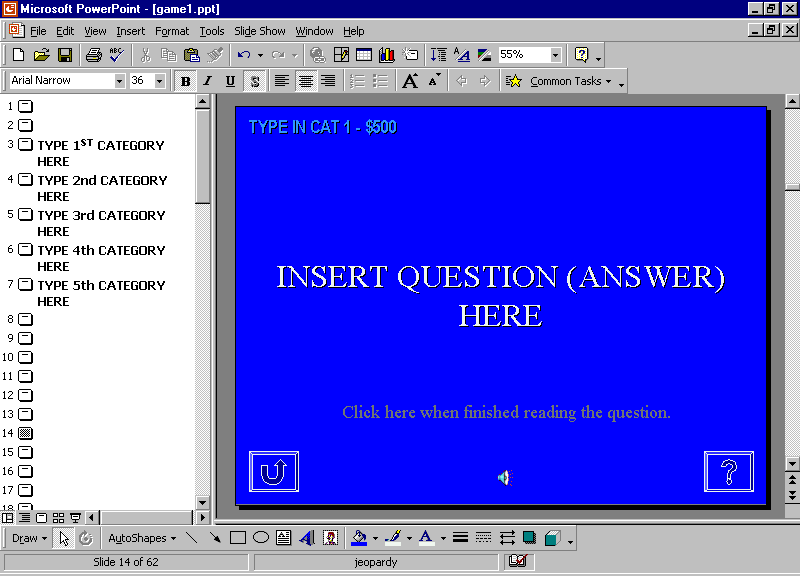 Microsoft PowerPoint - [game1.ppt]
File Edit View Insert Format Tools Slide Show Window Help
55%
Arial Narrow 36 B I U S A A Common Tasks
1
2
3 TYPE 1ST CATEGORY
HERE
4 TYPE 2nd CATEGORY
HERE
5 TYPE 3rd CATEGORY
HERE
6 TYPE 4th CATEGORY
HERE
7 TYPE 5th CATEGORY
HERE
8
9
10
11
12
13
14
15
16
17
18
TYPE IN CAT 1 - $500
INSERT QUESTION (ANSWER)
HERE
Click here when finished reading the question.
?
Draw AutoShapes
Slide 14 of 62 jeopardy